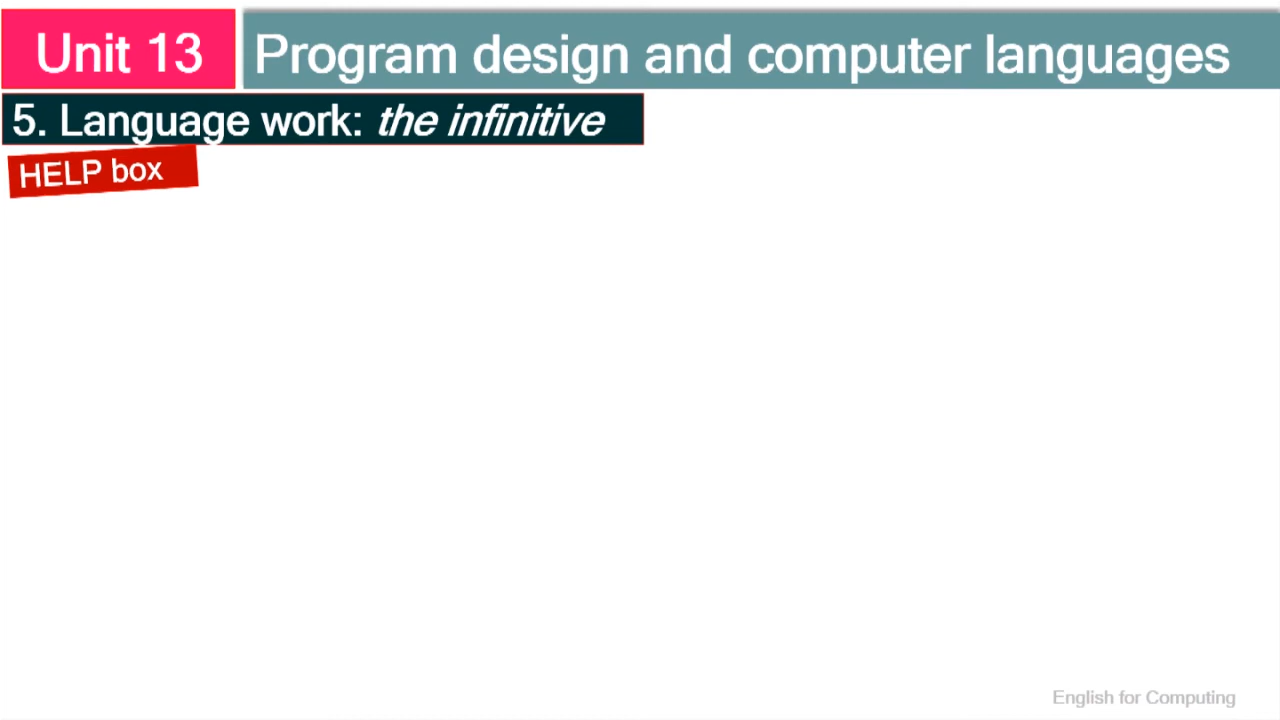 Unit 13
Program design and computer languages
5. Language work: the infinitive
HELP box
English for Computing